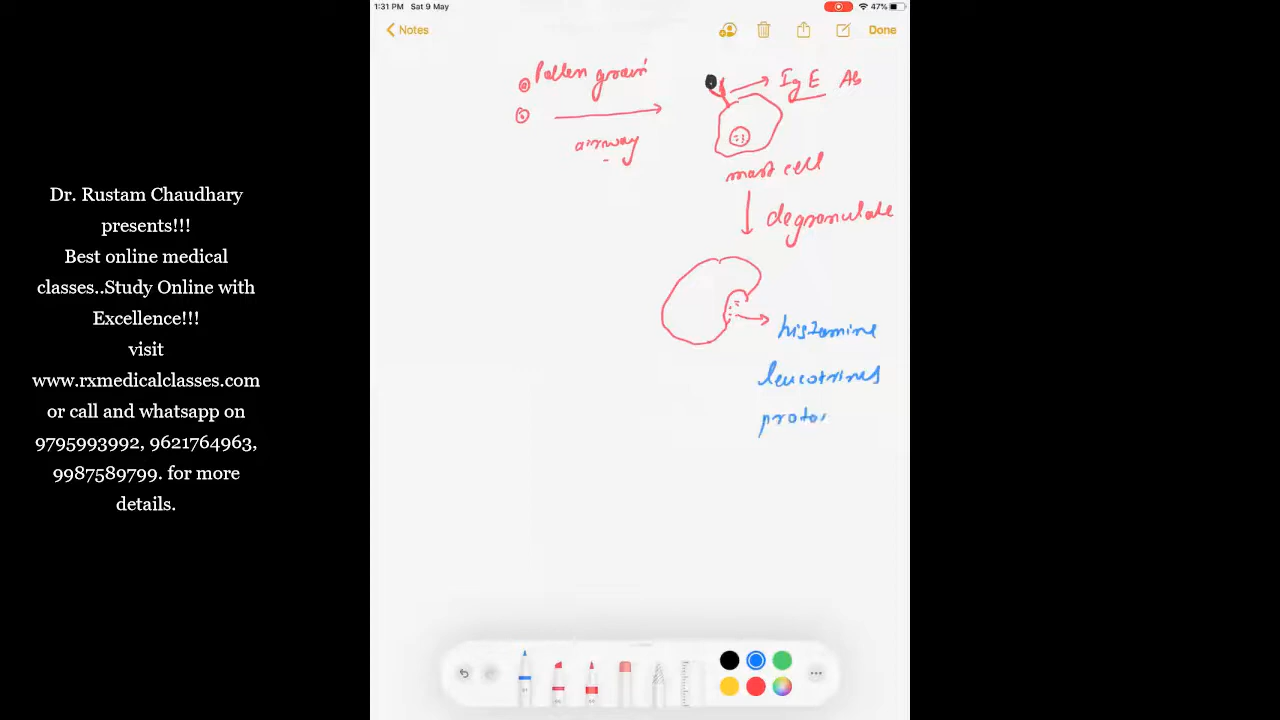 1:31 PM Sat 9 May
47%
Notes
Done
Pollen grain
airway
IgE Ab
mast cell
degranulate
histamine
leucotrines
protor
Dr. Rustam Chaudhary
presents!!!
Best online medical
classes..Study Online with
Excellence!!!
visit
www.rxmedicalclasses.com
or call and whatsapp on
9795993992, 9621764963,
9987589799. for more
details.